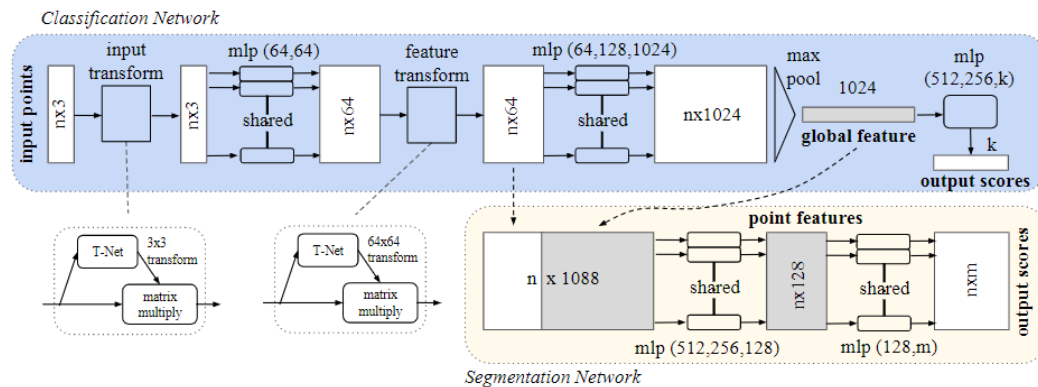 Classification Network
input points
nx3
input
transform
nx3
mlp (64,64)
shared
nx64
feature
transform
nx64
mlp (64,128,1024)
shared
nx1024
max
pool
1024
global feature
mlp
(512,256,k)
k
output scores
T-Net
3x3
transform
matrix
multiply
T-Net
64x64
transform
matrix
multiply
point features
n x 1088
shared
mlp (512,256,128)
nx128
shared
mlp (128,m)
nxm
output scores
Segmentation Network